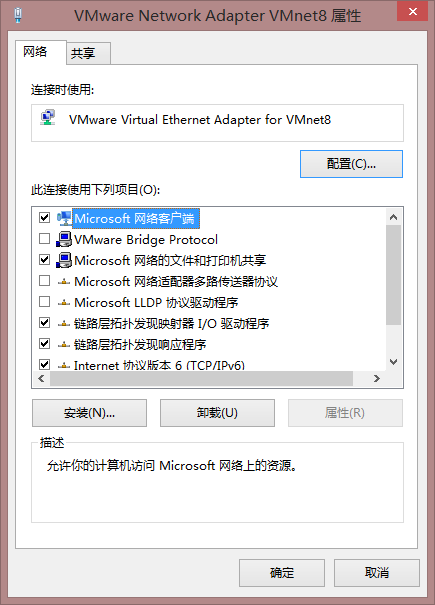 VMware Network Adapter VMnet8 属性
网络
共享
连接时使用:
VMware Virtual Ethernet Adapter for VMnet8
配置(C)...
此连接使用下列项目(O):
Microsoft 网络客户端
VMware Bridge Protocol
Microsoft 网络的文件和打印机共享
Microsoft 网络适配器多路传送器协议
Microsoft LLDP 协议驱动程序
链路层拓扑发现映射器 I/O 驱动程序
链路层拓扑发现响应程序
Internet 协议版本 6 (TCP/IPv6)
安装(N)...
卸载(U)
属性(R)
描述
允许你的计算机访问 Microsoft 网络上的资源。
确定
取消